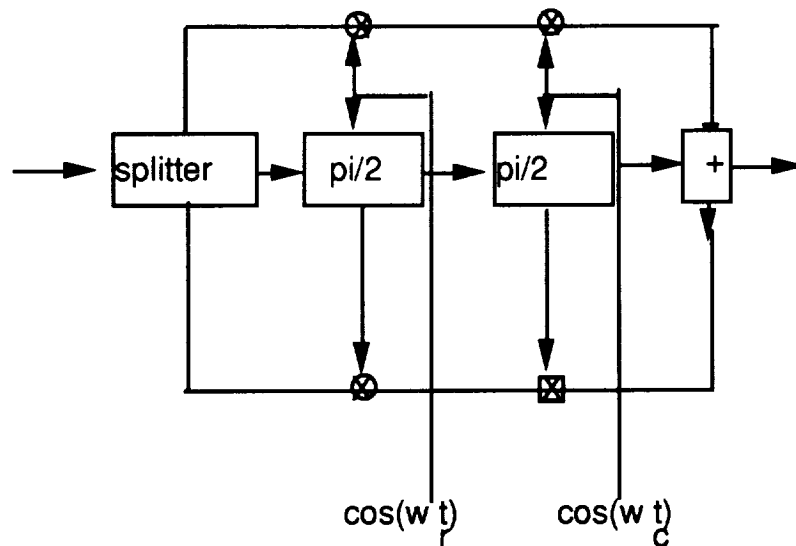 splitter
pi/2
pi/2
+
cos(w t)
r
cos(w t)
c